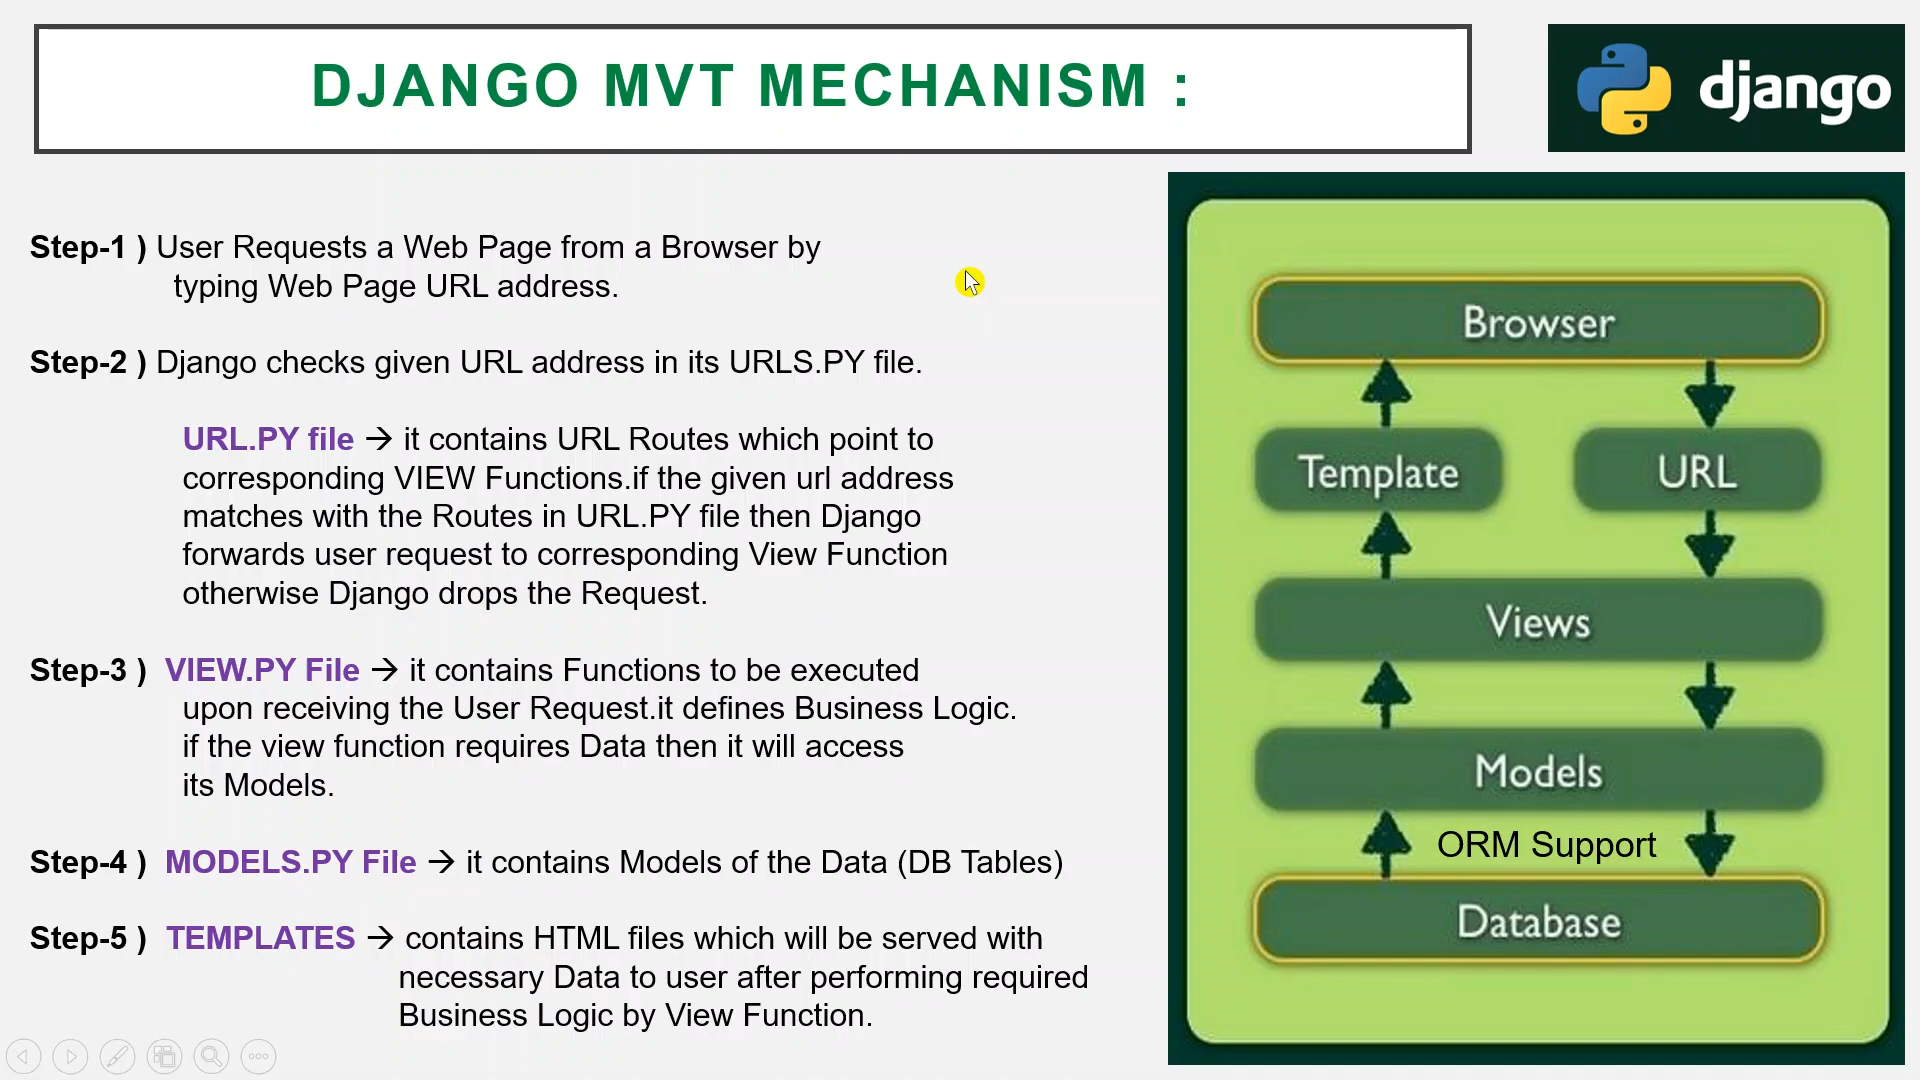 DJANGO MVT MECHANISM :
django
Step-1 ) User Requests a Web Page from a Browser by
typing Web Page URL address.
Step-2 ) Django checks given URL address in its URLS.PY file.
URL.PY file → it contains URL Routes which point to
corresponding VIEW Functions.if the given url address
matches with the Routes in URL.PY file then Django
forwards user request to corresponding View Function
otherwise Django drops the Request.
Step-3 ) VIEW.PY File → it contains Functions to be executed
upon receiving the User Request.it defines Business Logic.
if the view function requires Data then it will access
its Models.
Step-4 ) MODELS.PY File → it contains Models of the Data (DB Tables)
Step-5 ) TEMPLATES → contains HTML files which will be served with
necessary Data to user after performing required
Business Logic by View Function.
Browser
Template
URL
Views
Models
ORM Support
Database